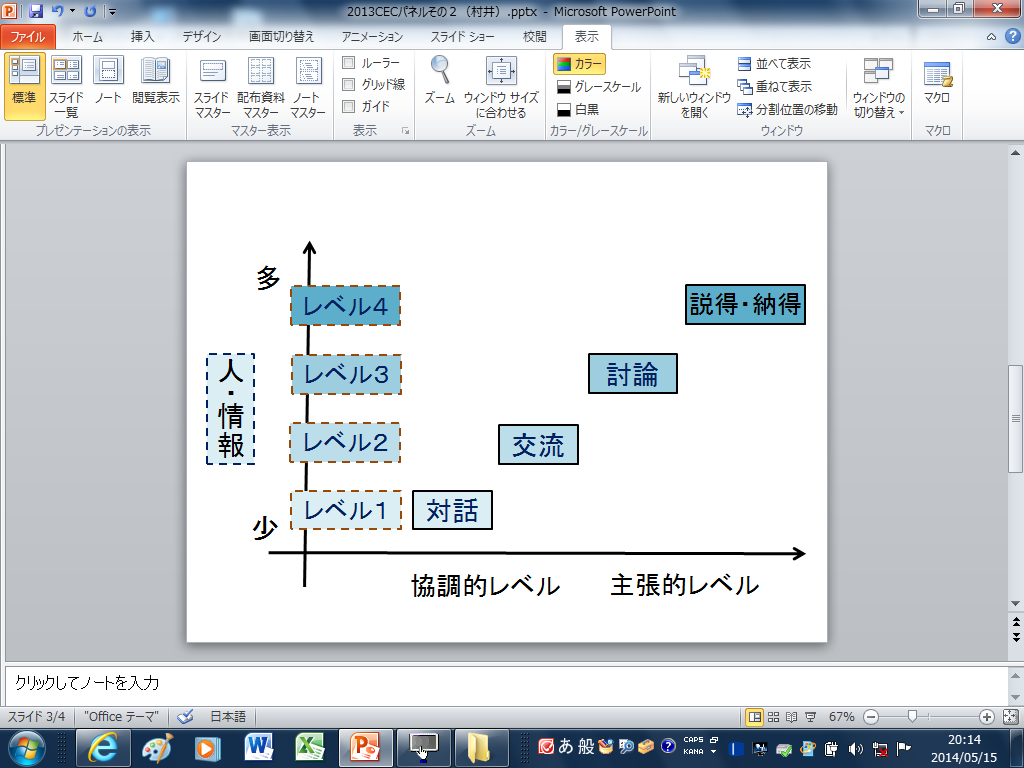 2013CECパネルその２（村井）.pptx - Microsoft PowerPoint
ファイル ホーム 挿入 デザイン 画面切り替え アニメーション スライド ショー 校閲 表示
標準
スライド
一覧
ノート
閲覧表示
プレゼンテーションの表示
スライド
マスター
配布資料
マスター
ノート
マスター
マスター表示
ルーラー
グリッド線
ガイド
表示
ズーム
ウィンドウ サイズ
に合わせる
ズーム
カラー
グレースケール
白黒
カラー/グレースケール
新しいウィンドウ
を開く
並べて表示
重ねて表示
分割位置の移動
ウィンドウの
切り替え
ウィンドウ
マクロ
マクロ
多
レベル４
説得・納得
レベル３
討論
人・情報
レベル２
交流
レベル１
対話
少
協調的レベル
主張的レベル
クリックしてノートを入力
スライド 3/4 "Office テーマ" 日本語
67%
あ 般
CAPS
KANA
20:14
2014/05/15